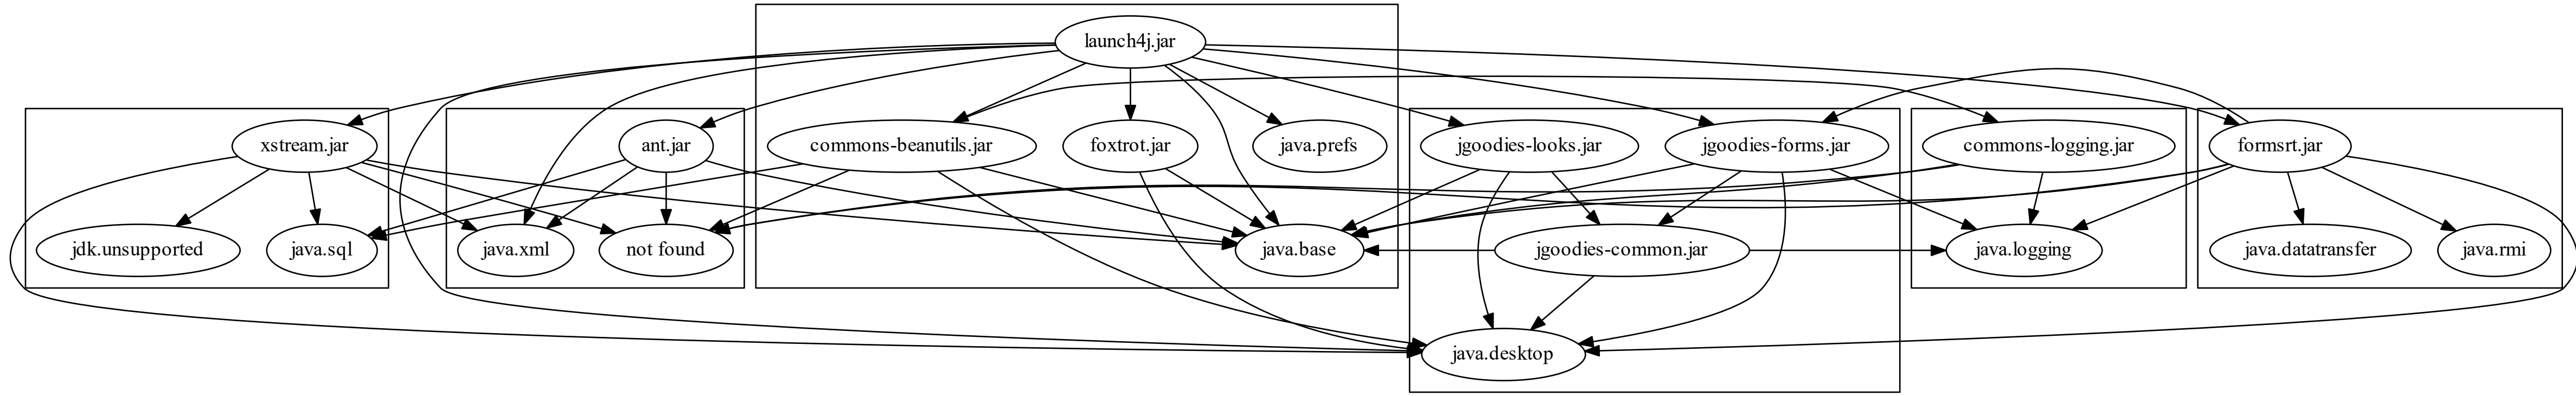 launch4j.jar
xstream.jar
ant.jar
commons-beanutils.jar
foxtrot.jar
java.prefs
jgoodies-looks.jar
jgoodies-forms.jar
commons-logging.jar
formsrt.jar
jdk.unsupported
java.sql
java.xml
not found
java.base
jgoodies-common.jar
java.logging
java.datatransfer
java.rmi
java.desktop